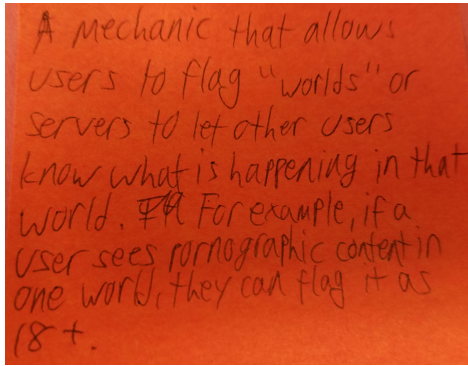 A mechanic that allows
users to flag "worlds" or
servers to let other users
know what is happening in that
world. For example, if a
user sees pornographic content in
one world, they can flag it as
18+.